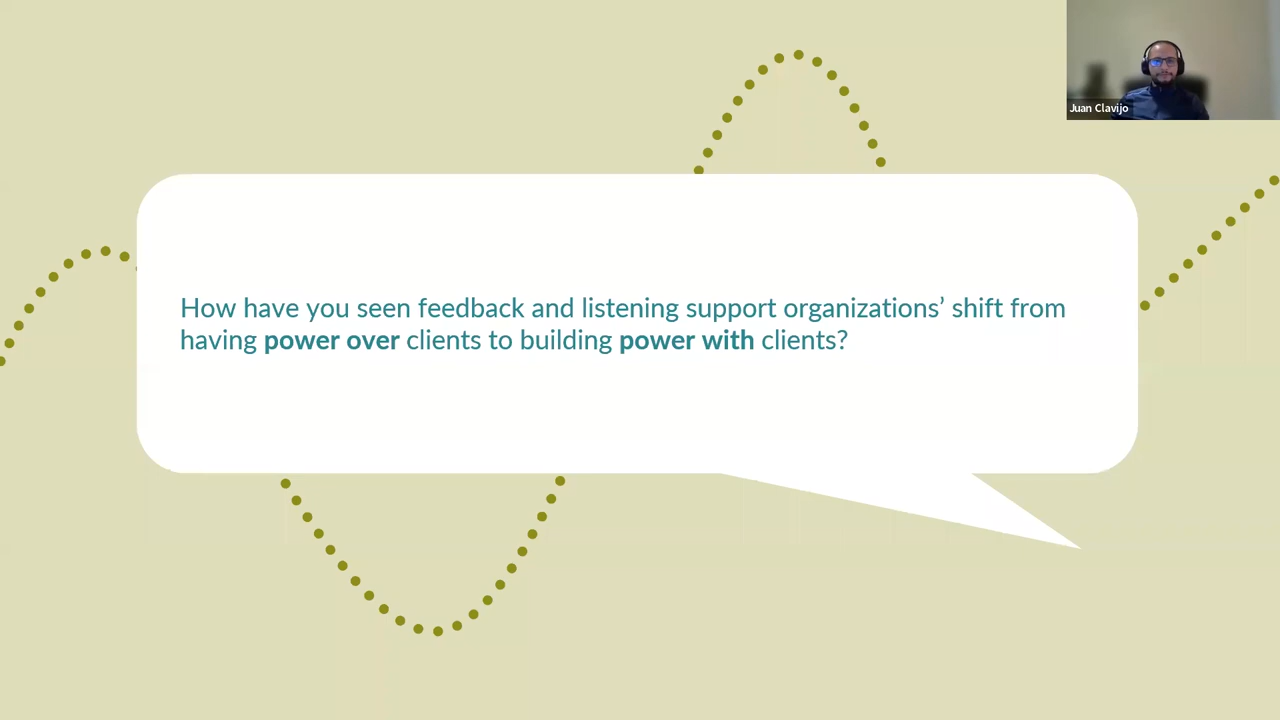 Juan Clavijo
How have you seen feedback and listening support organizations’ shift from
having power over clients to building power with clients?